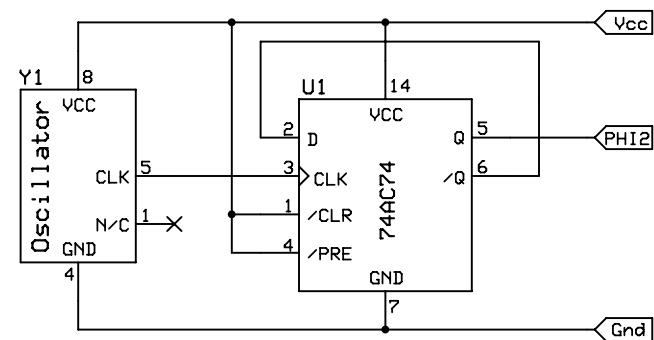 Vcc
Y1
8
VCC
Oscillator
CLK
5
N/C
1
GND
4
U1
14
VCC
2
D
Q
5
PHI2
3
CLK
/Q
6
74AC74
1
/CLR
4
/PRE
GND
7
Gnd